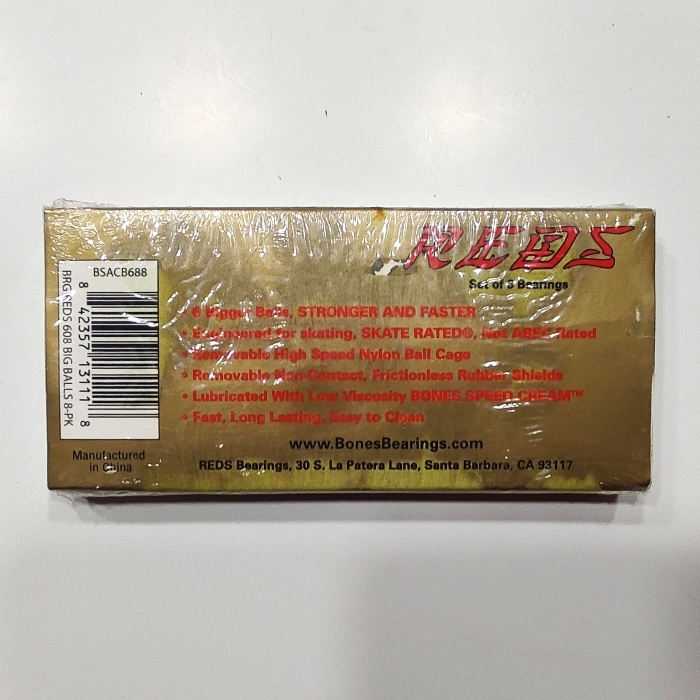 REDS
Set of 8 Bearings
BSACB688
8 42357 13111 8
BRG REDS 608 BIG BALLS 8-PK
Manufactured
in China
6 Bigger Balls, STRONGER AND FASTER
• Engineered for skating, SKATE RATED®, Not ABEC Rated
• Removable High Speed Nylon Ball Cage
• Removable Non-Contact, Frictionless Rubber Shields
• Lubricated With Low Viscosity BONES SPEED CREAM™
• Fast, Long Lasting, Easy to Clean
www.BonesBearings.com
REDS Bearings, 30 S. La Patera Lane, Santa Barbara, CA 93117